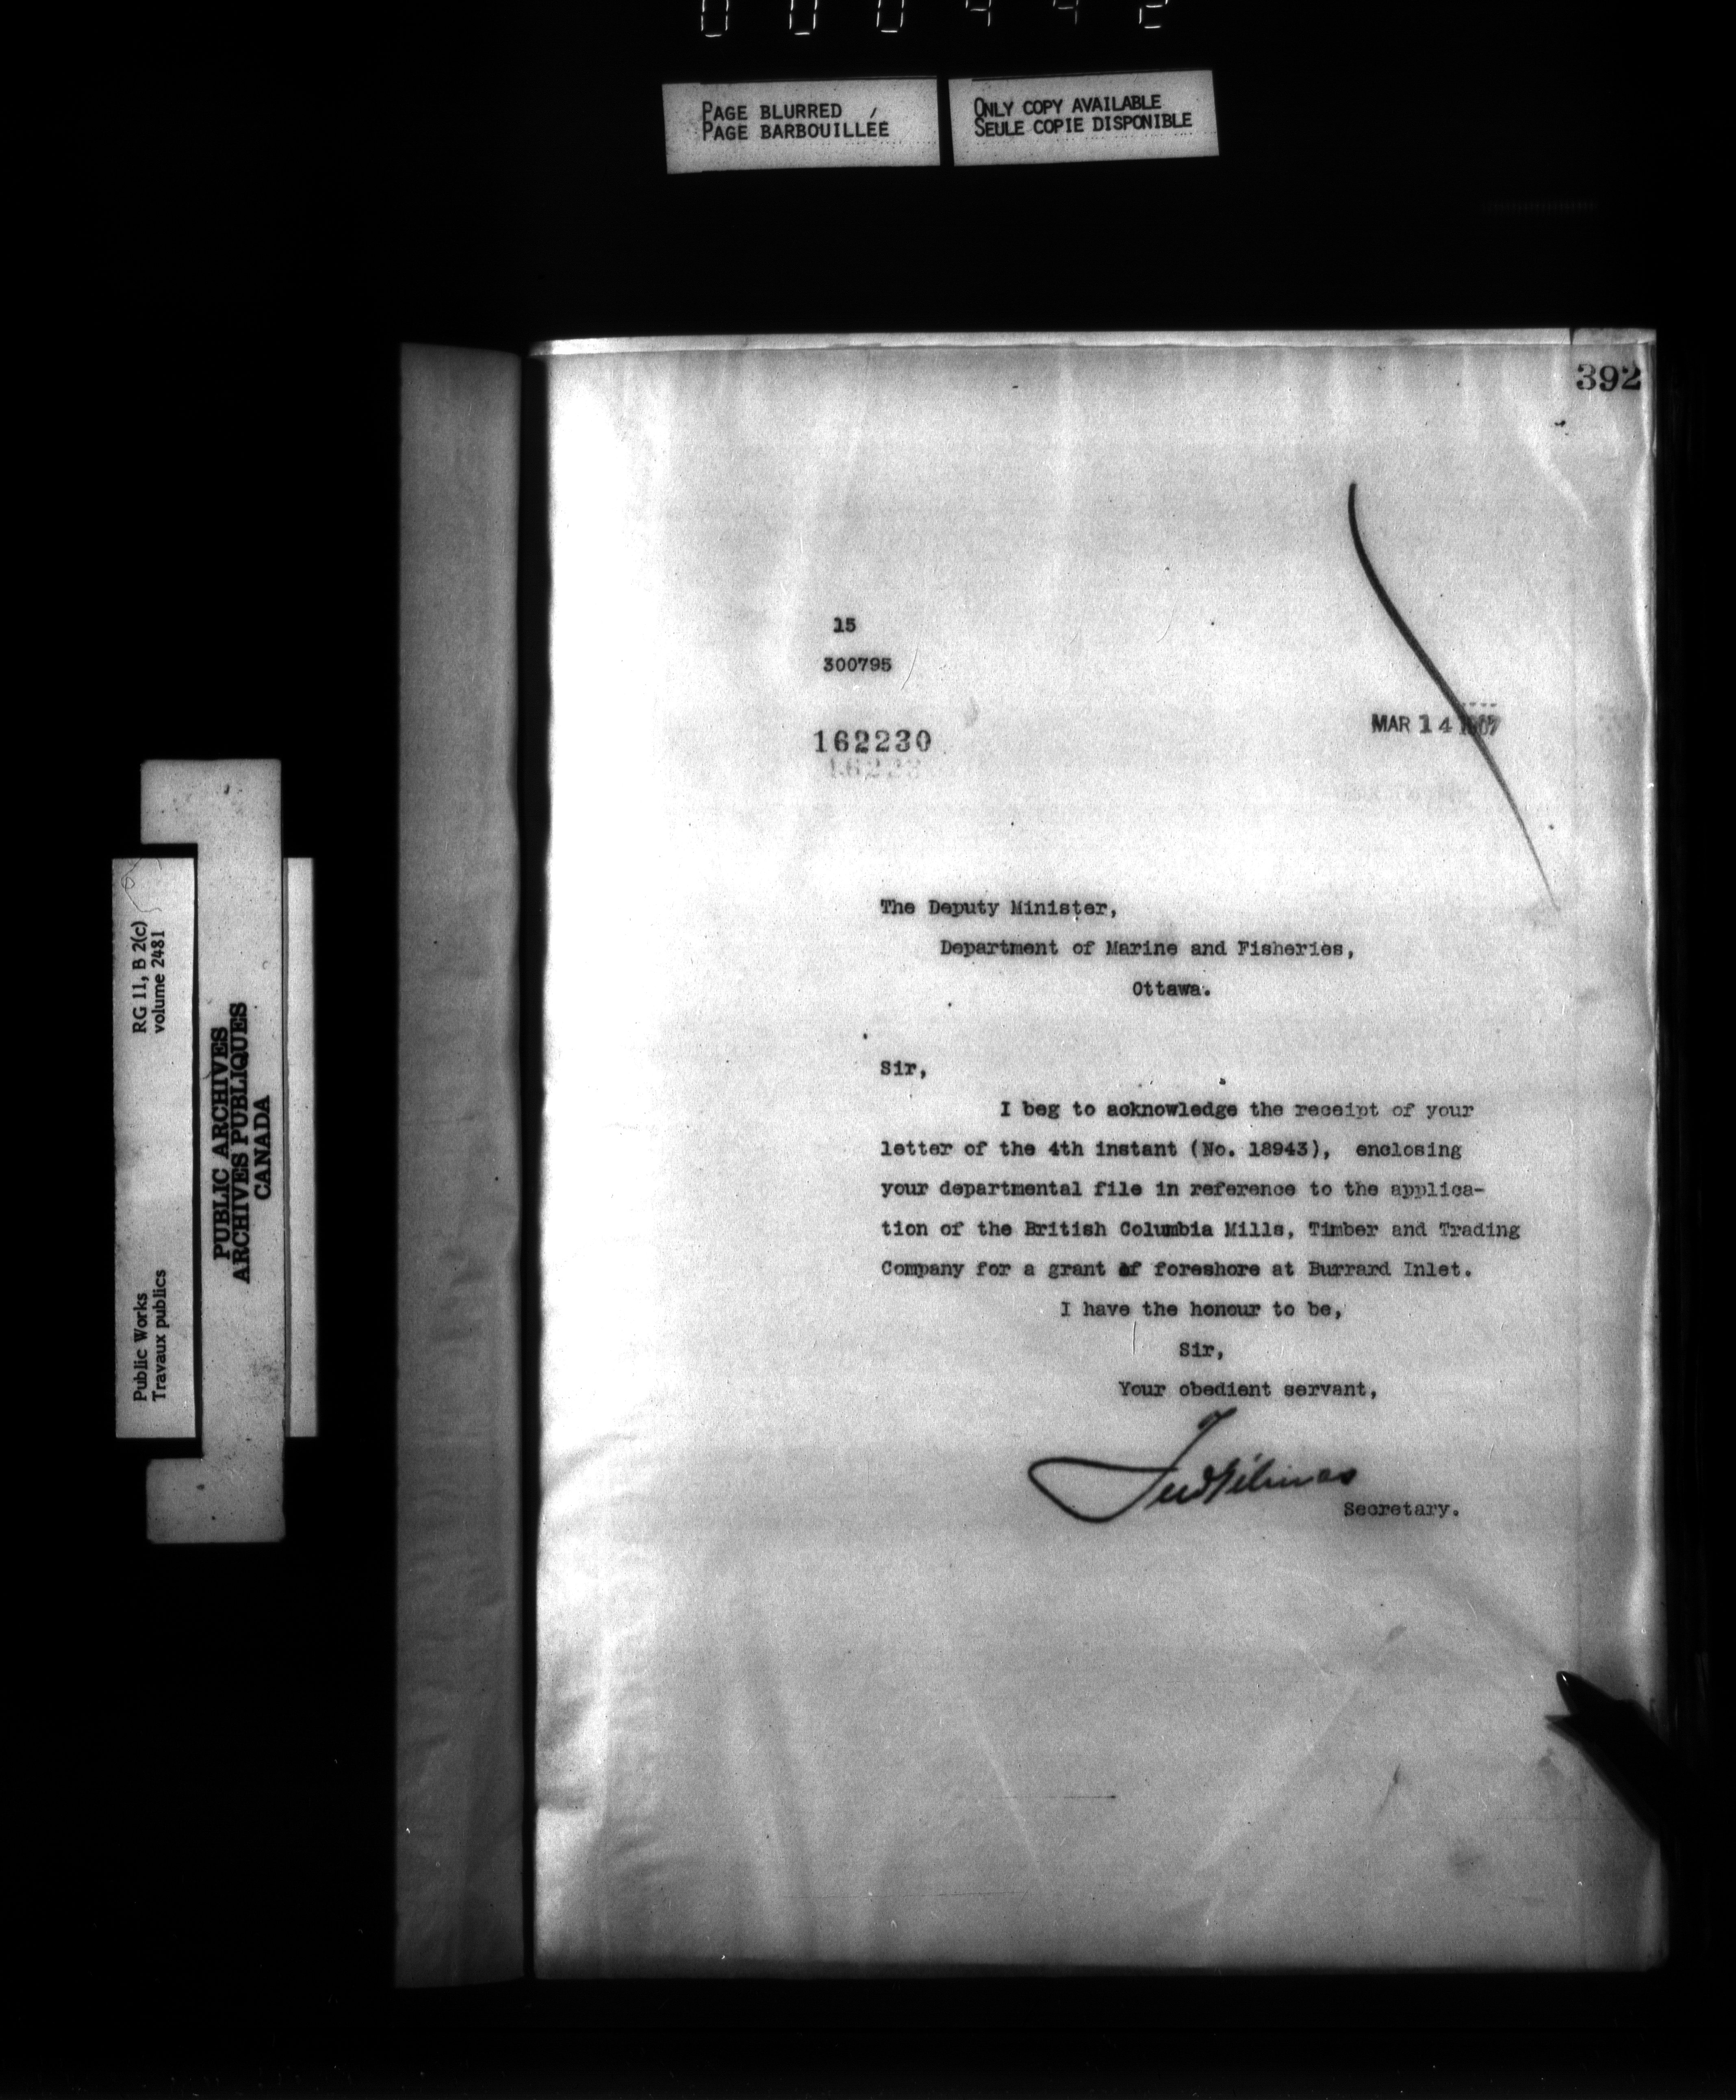 PAGE BLURRED
PAGE BARBOUILLÉE
ONLY COPY AVAILABLE
SEULE COPIE DISPONIBLE
392
15
300795
162230
MAR 14 1907
The Deputy Minister,
Department of Marine and Fisheries,
Ottawa.
Sir,
I beg to acknowledge the receipt of your
letter of the 4th instant (No. 18943), enclosing
your departmental file in reference to the applica-
tion of the British Columbia Mills, Timber and Trading
Company for a grant of foreshore at Burrard Inlet.
I have the honour to be,
Sir,
Your obedient servant,
Secretary.
RG 11, B 2(c)
volume 2481
Public Works
Travaux publics
PUBLIC ARCHIVES
ARCHIVES PUBLIQUES
CANADA